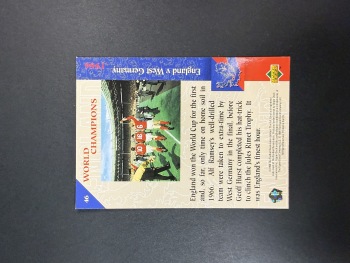 46
WORLD
CHAMPIONS
England v West Germany
1966
England won the World Cup for the first
and, so far, only time on home soil in
1966. Alf Ramsey's well-drilled
team were taken to extra-time by
West Germany in the final, before
Geoff Hurst completed his hat-trick
to clinch the Jules Rimet Trophy. It
was England's finest hour.